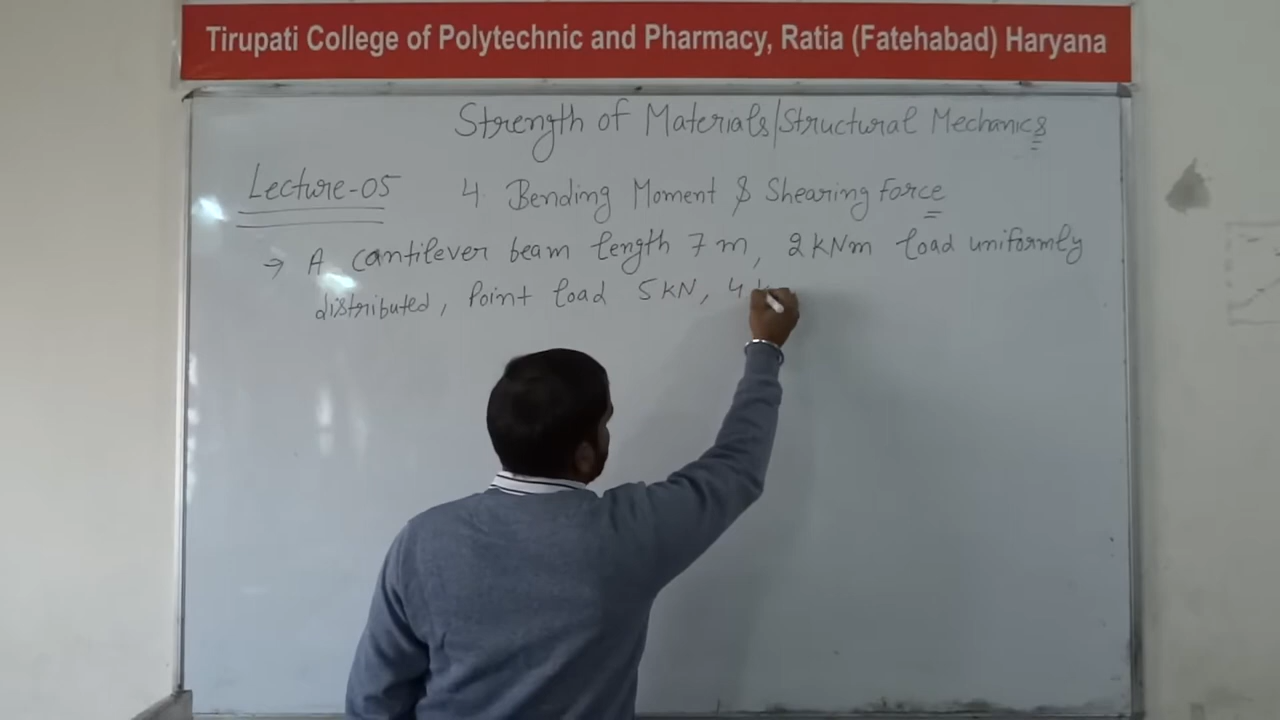 Tirupati College of Polytechnic and Pharmacy, Ratia (Fatehabad) Haryana
Strength of Materials/Structural Mechanics
Lecture-05 4. Bending Moment & Shearing Force
→ A cantilever beam length 7 m, 2 kNm load uniformly
distributed, Point load 5 kN, 4 k